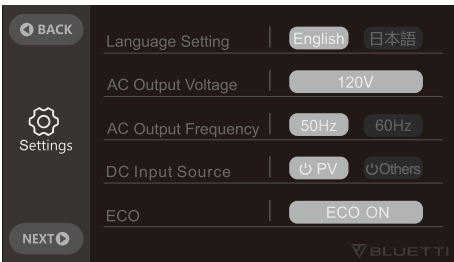 BACK
Settings
NEXT
Language Setting English 日本語
AC Output Voltage 120V
AC Output Frequency 50Hz 60Hz
DC Input Source PV Others
ECO ECO ON
BLUETTI